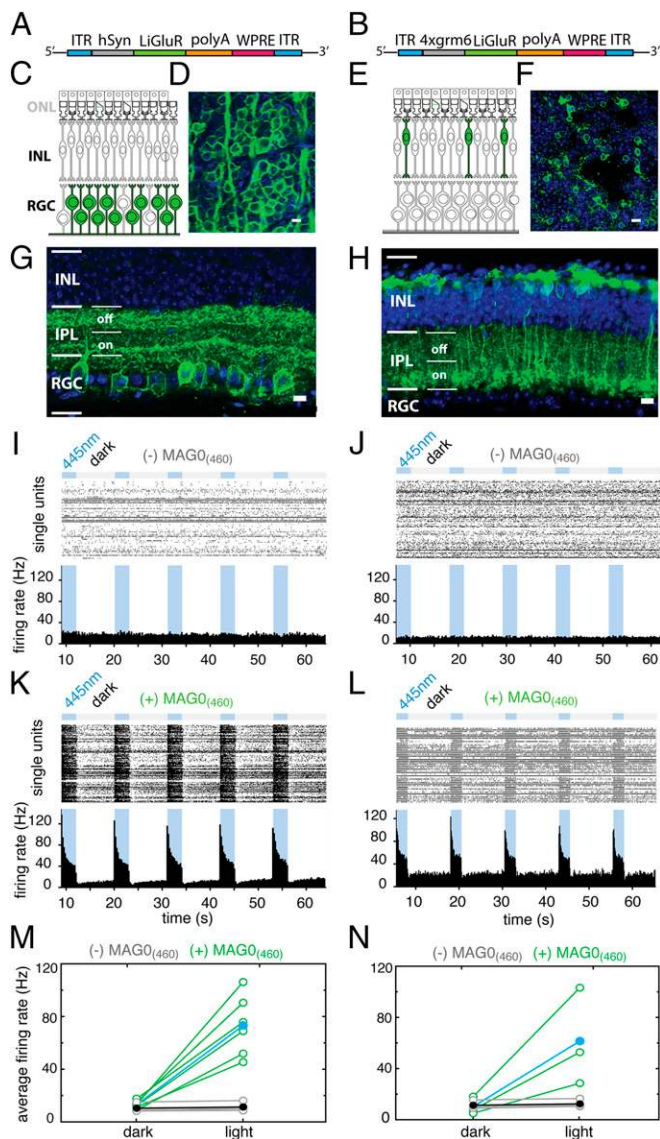 A
5' ITR hSyn LiGluR polyA WPRE ITR 3'
B
5' ITR 4xgrm6 LiGluR polyA WPRE ITR 3'
C
ONL
INL
RGC
D
E
F
G
INL
IPL
off
on
RGC
H
INL
IPL
off
on
RGC
I
445nm
dark
(-) MAG0(460)
single units
firing rate (Hz)
120
80
40
0
10 20 30 40 50 60
J
445nm
dark
(-) MAG0(460)
120
80
40
0
10 20 30 40 50 60
K
445nm
dark
(+) MAG0(460)
single units
firing rate (Hz)
120
80
40
0
10 20 30 40 50 60
time (s)
L
445nm
dark
(+) MAG0(460)
120
80
40
0
10 20 30 40 50 60
time (s)
M
(-) MAG0(460) (+) MAG0(460)
average firing rate (Hz)
120
80
40
0
dark light
N
(-) MAG0(460) (+) MAG0(460)
120
80
40
0
dark light